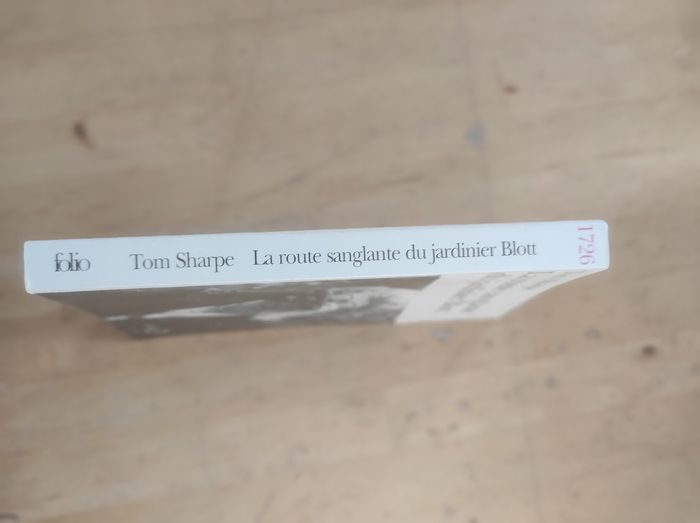 folio Tom Sharpe La route sanglante du jardinier Blott 1726